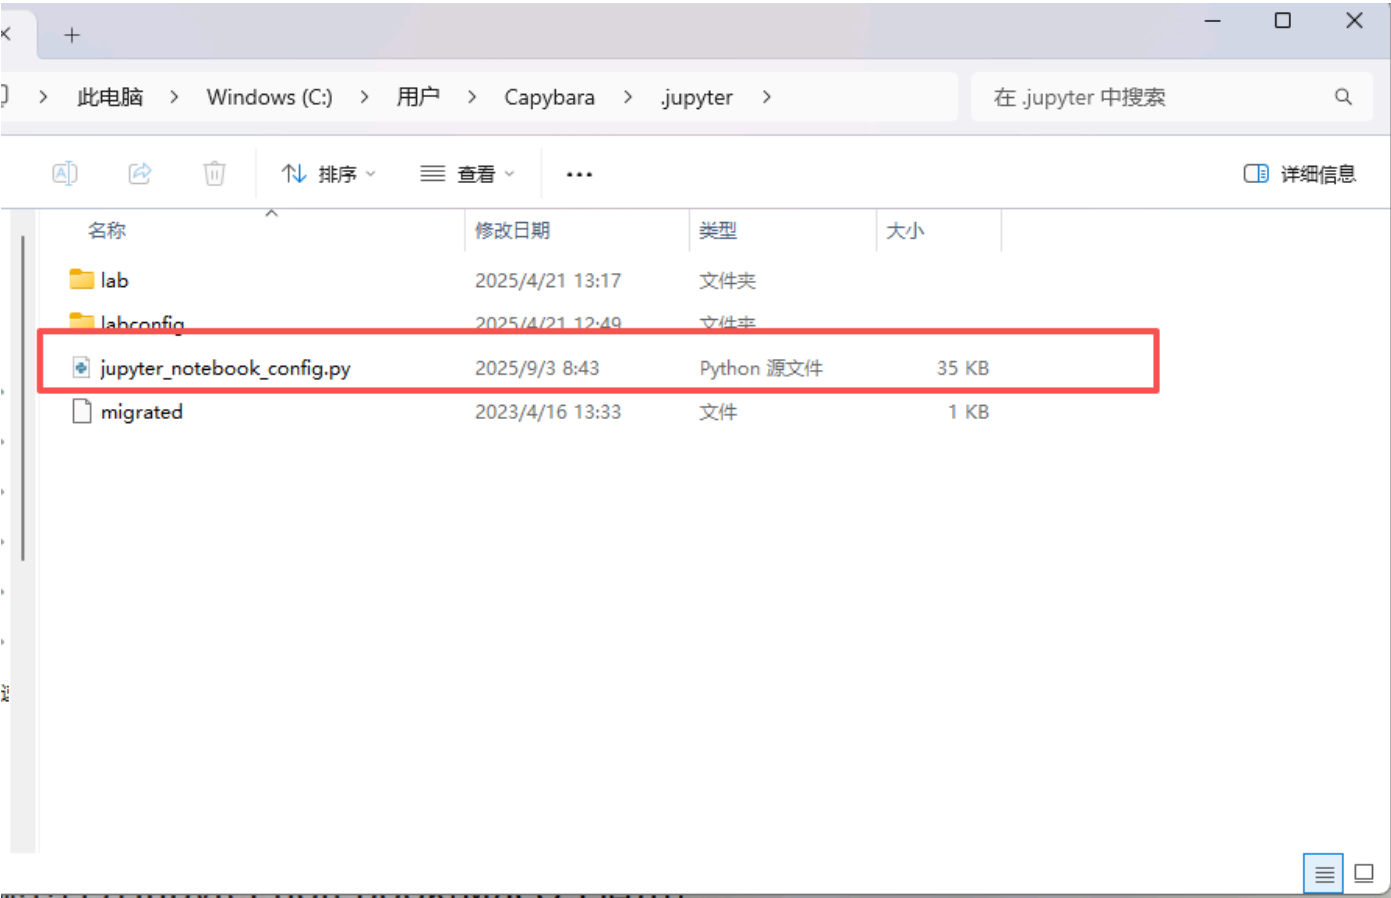 此电脑 > Windows (C:) > 用户 > Capybara > .jupyter >
在 .jupyter 中搜索
排序 查看 ... 详细信息
名称 修改日期 类型 大小
lab 2025/4/21 13:17 文件夹
labconfig 2025/4/21 12:49 文件夹
jupyter_notebook_config.py 2025/9/3 8:43 Python 源文件 35 KB
migrated 2023/4/16 13:33 文件 1 KB